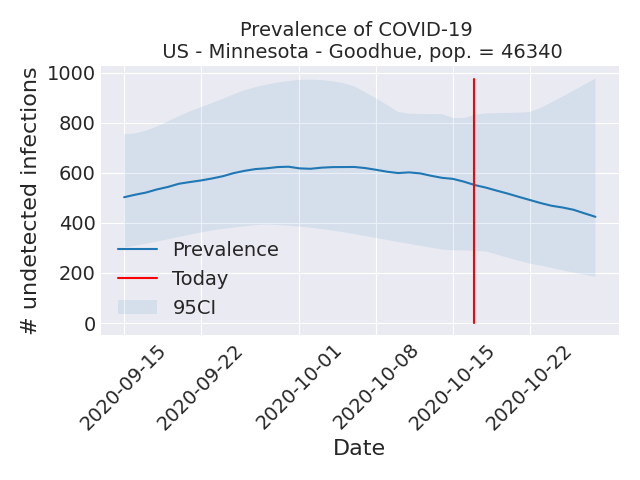 Prevalence of COVID-19
US - Minnesota - Goodhue, pop. = 46340
# undetected infections
1000
800
600
400
200
0
Prevalence
Today
95CI
2020-09-15
2020-09-22
2020-10-01
2020-10-08
2020-10-15
2020-10-22
Date